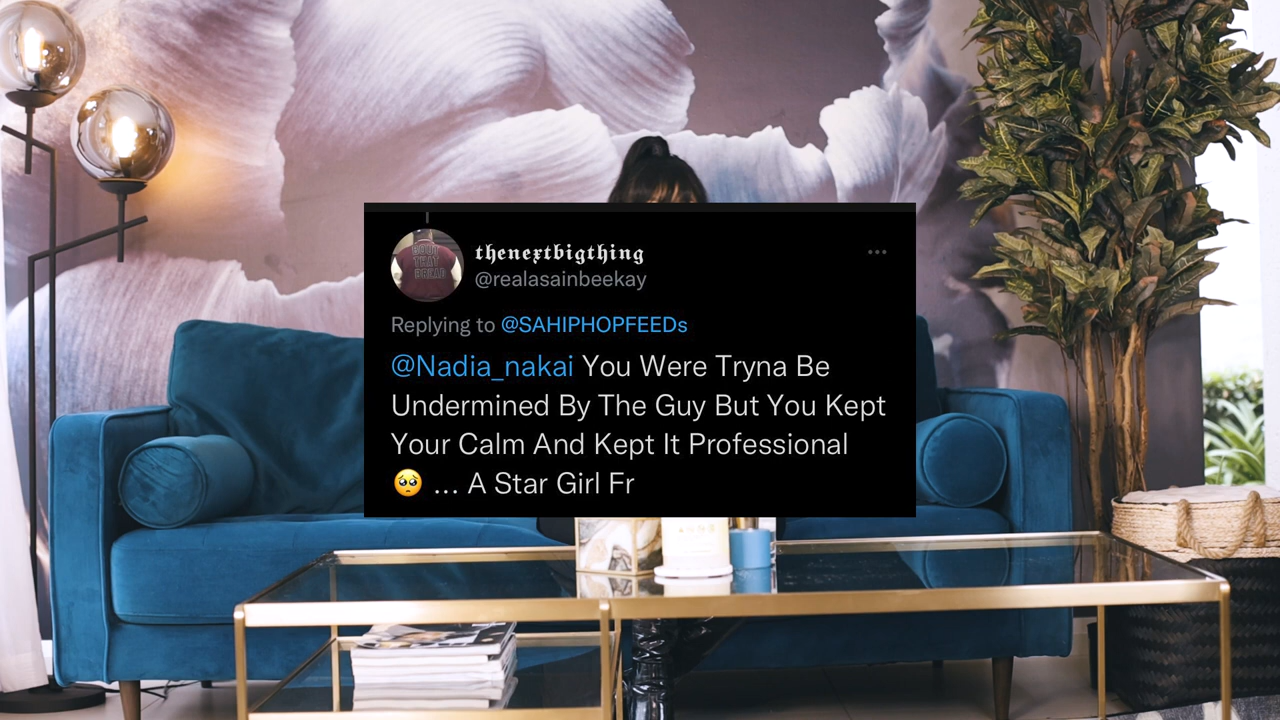 𝖙𝖍𝖊𝖓𝖊𝖝𝖙𝖇𝖎𝖌𝖙𝖍𝖎𝖓𝖌
@realasainbeekay
Replying to @SAHIPHOPFEEDs
@Nadia_nakai You Were Tryna Be
Undermined By The Guy But You Kept
Your Calm And Kept It Professional
🥺 ... A Star Girl Fr